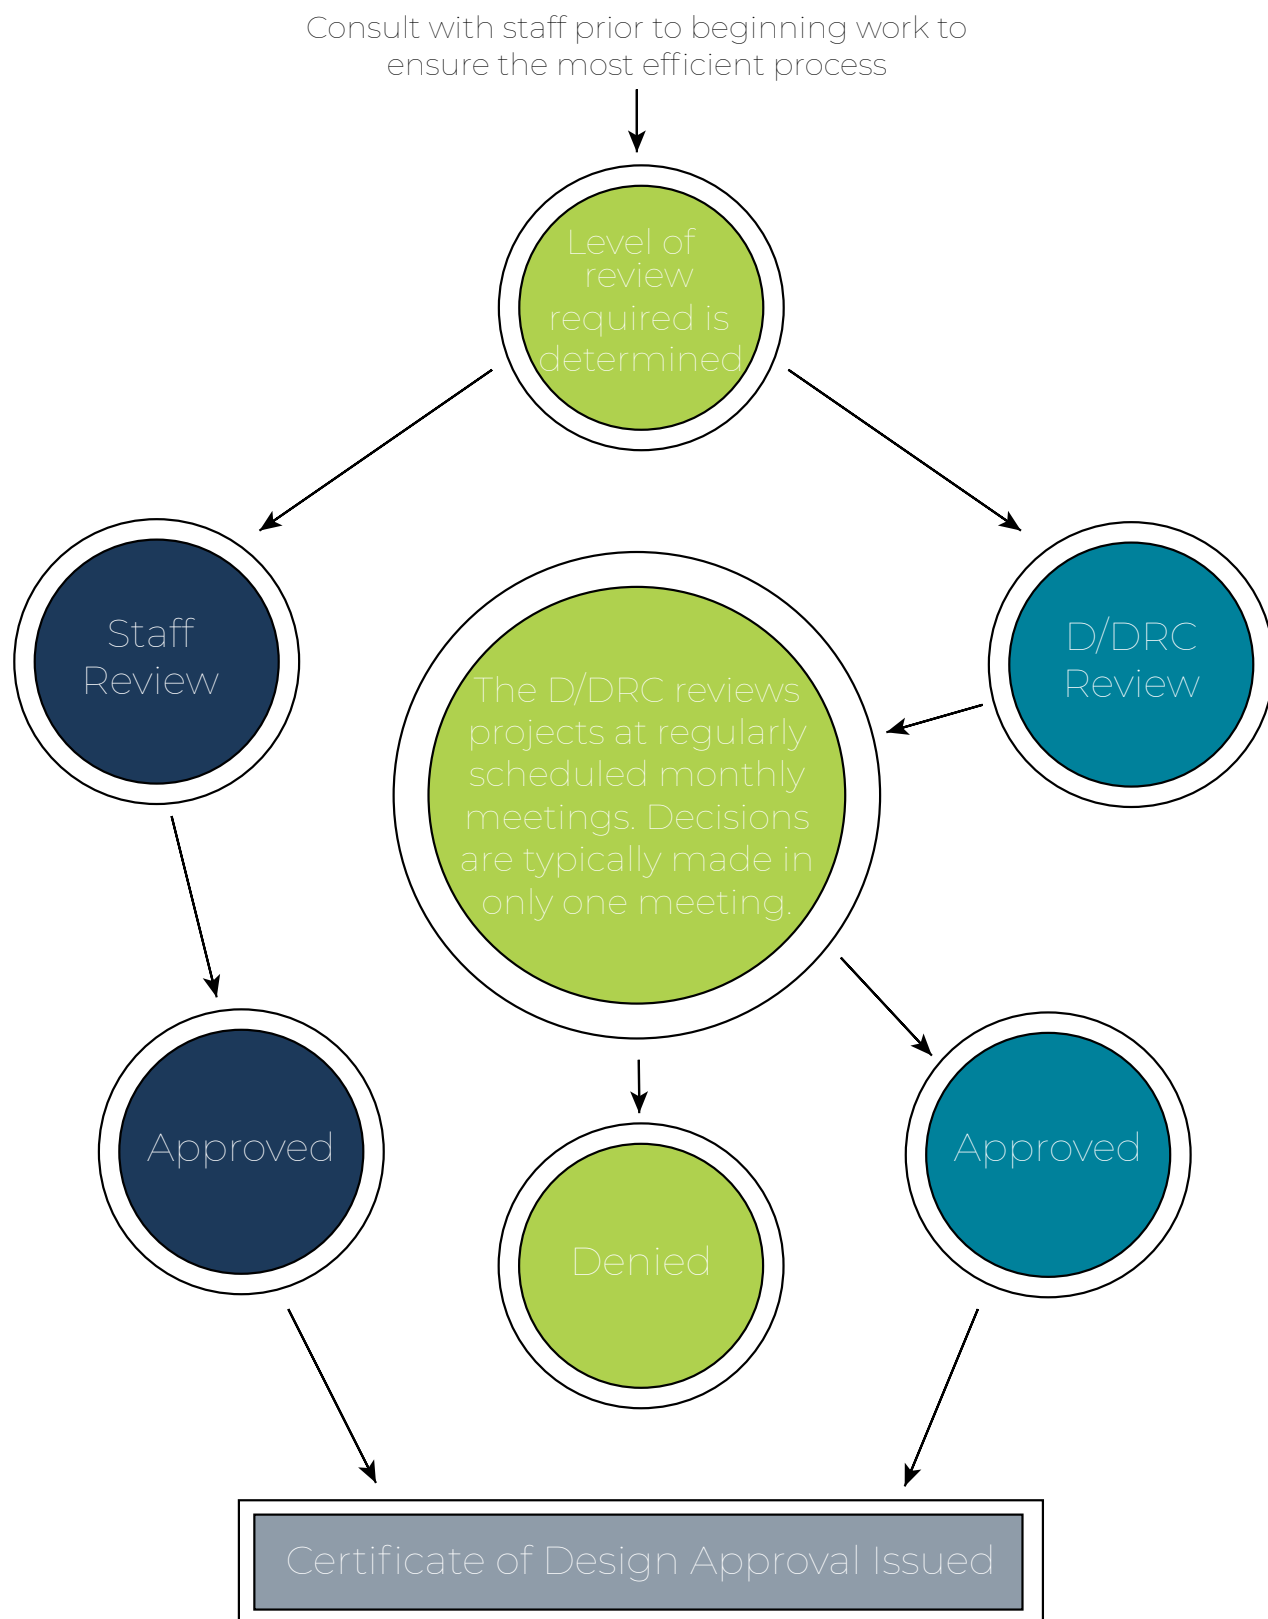 Consult with staff prior to beginning work to
ensure the most efficient process
Level of
review
required is
determined
Staff
Review
D/DRC
Review
The D/DRC reviews
projects at regularly
scheduled monthly
meetings. Decisions
are typically made in
only one meeting.
Approved
Denied
Approved
Certificate of Design Approval Issued